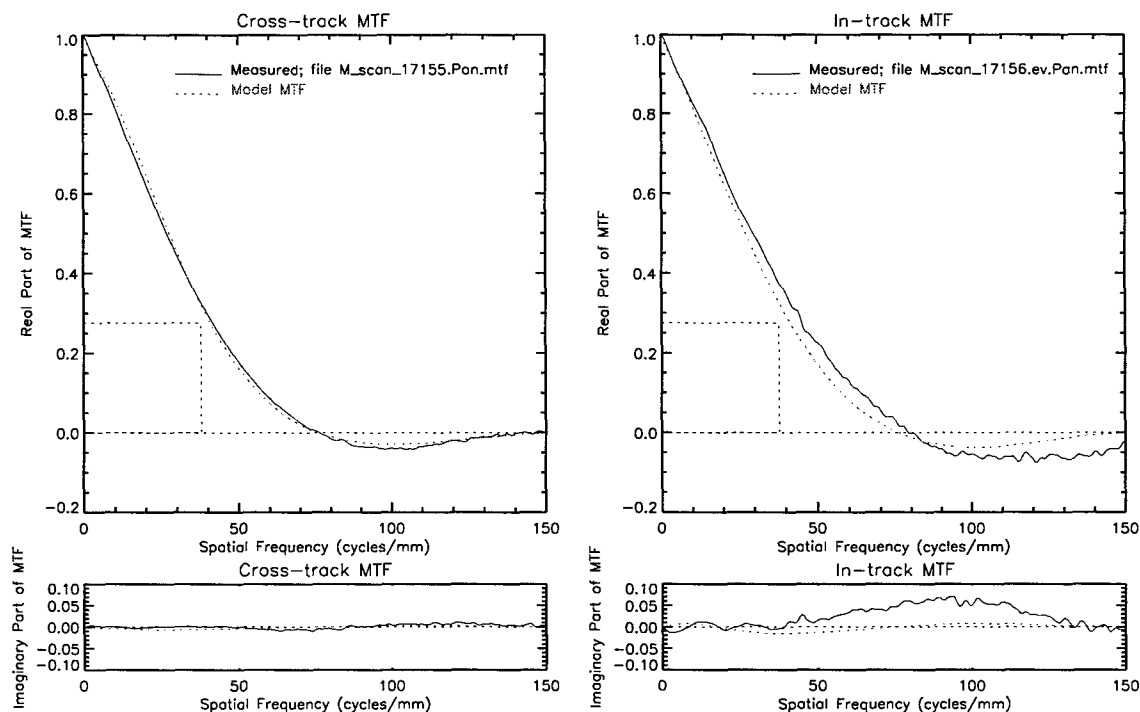 Cross-track MTF
1.0
0.8
0.6
0.4
0.2
0.0
-0.2
Real Part of MTF
Measured; file M_scan_17155.Pan.mtf
Model MTF
0 50 100 150
Spatial Frequency (cycles/mm)
In-track MTF
1.0
0.8
0.6
0.4
0.2
0.0
-0.2
Real Part of MTF
Measured; file M_scan_17156.ev.Pan.mtf
Model MTF
0 50 100 150
Spatial Frequency (cycles/mm)
Cross-track MTF
0.10
0.05
0.00
-0.05
-0.10
Imaginary Part of MTF
0 50 100 150
Spatial Frequency (cycles/mm)
In-track MTF
0.10
0.05
0.00
-0.05
-0.10
Imaginary Part of MTF
0 50 100 150
Spatial Frequency (cycles/mm)